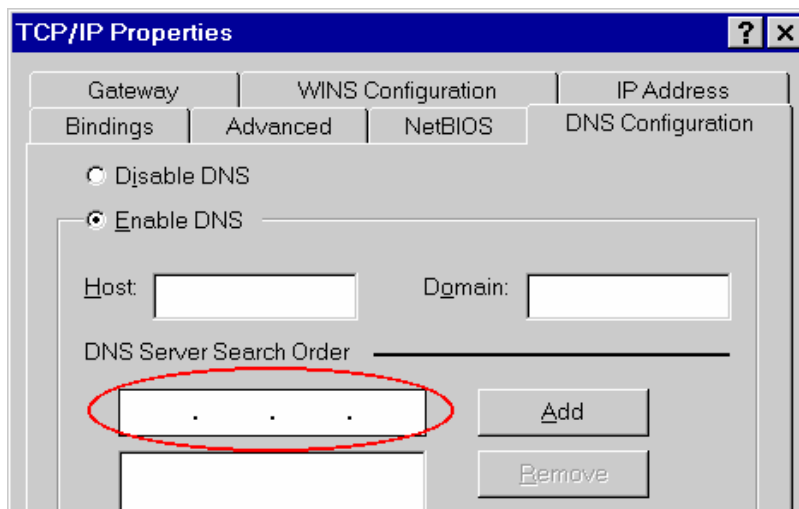 TCP/IP Properties
Gateway WINS Configuration IP Address
Bindings Advanced NetBIOS DNS Configuration
Disable DNS
Enable DNS
Host: Domain:
DNS Server Search Order
. . . Add
Remove